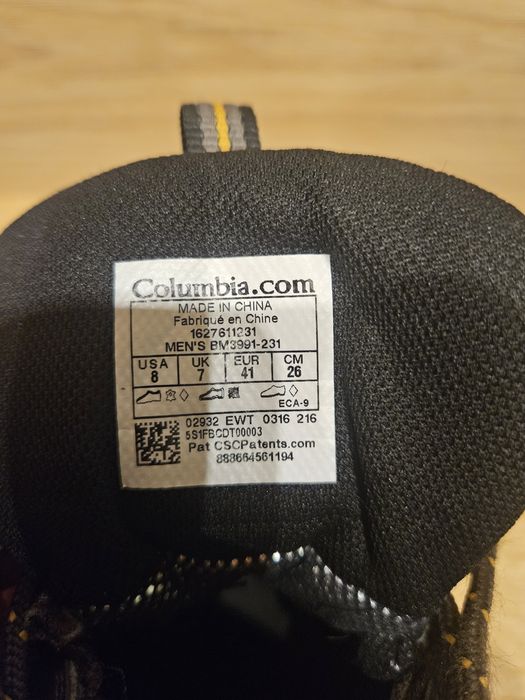 Columbia.com
MADE IN CHINA
Fabriqué en Chine
1627611231
MEN'S BM3991-231
USA UK EUR CM
8 7 41 26
ECA-9
02932 EWT 0316 216
5S1FBCDT00003
Pat CSCPatents.com
888664561194